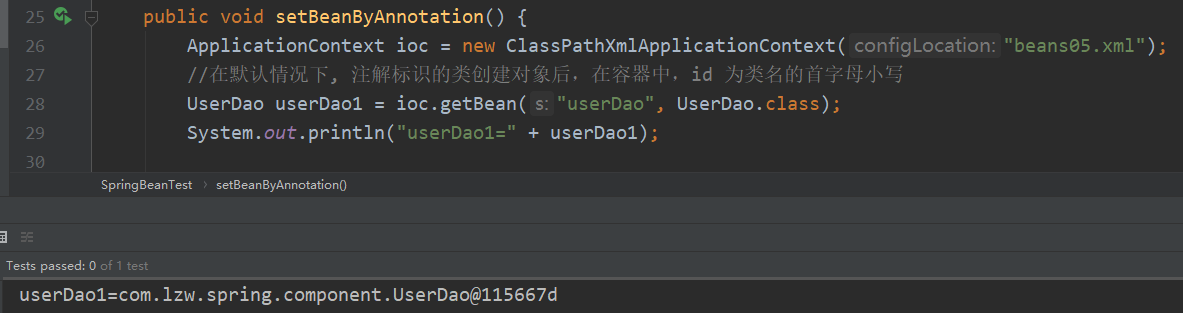 25 public void setBeanByAnnotation() {
26 ApplicationContext ioc = new ClassPathXmlApplicationContext( configLocation: "beans05.xml");
27 //在默认情况下, 注解标识的类创建对象后，在容器中，id 为类名的首字母小写
28 UserDao userDao1 = ioc.getBean( s: "userDao", UserDao.class);
29 System.out.println("userDao1=" + userDao1);
30
SpringBeanTest › setBeanByAnnotation()
Tests passed: 0 of 1 test
userDao1=com.lzw.spring.component.UserDao@115667d